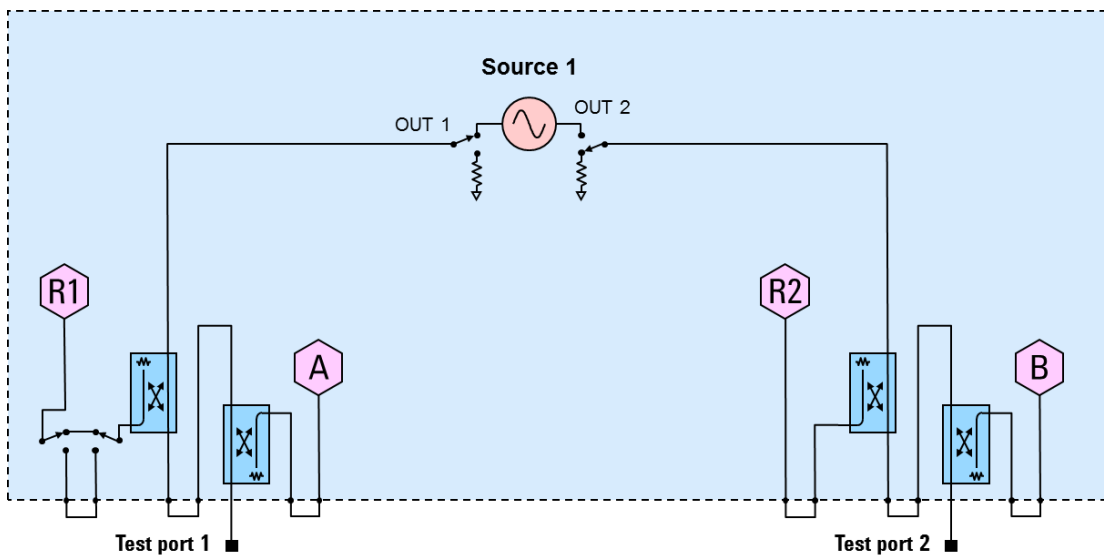 Source 1
OUT 1
OUT 2
R1
R2
A
B
Test port 1
Test port 2